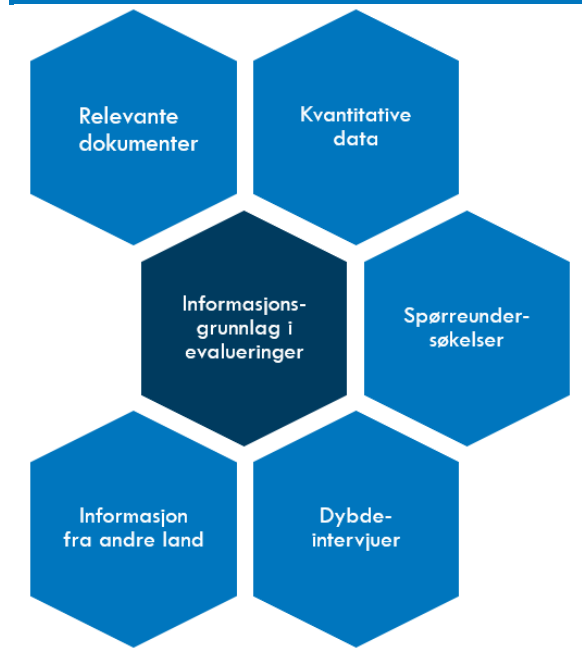 Relevante
dokumenter
Kvantitative
data
Informasjons-
grunnlag i
evalueringer
Spørreunder-
søkelser
Informasjon
fra andre land
Dybde-
intervjuer